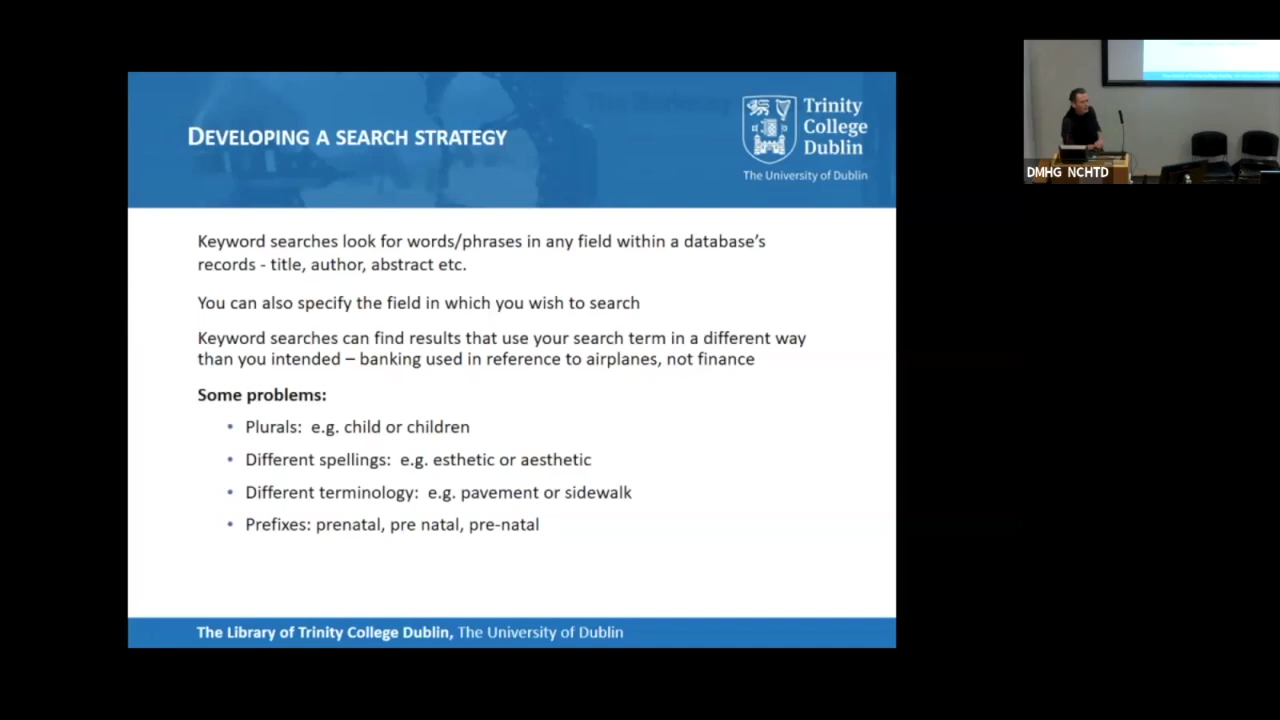 DEVELOPING A SEARCH STRATEGY
Trinity
College
Dublin
The University of Dublin
Keyword searches look for words/phrases in any field within a database's
records - title, author, abstract etc.
You can also specify the field in which you wish to search
Keyword searches can find results that use your search term in a different way
than you intended – banking used in reference to airplanes, not finance
Some problems:
• Plurals: e.g. child or children
• Different spellings: e.g. esthetic or aesthetic
• Different terminology: e.g. pavement or sidewalk
• Prefixes: prenatal, pre natal, pre-natal
The Library of Trinity College Dublin, The University of Dublin
DMHG NCHTD